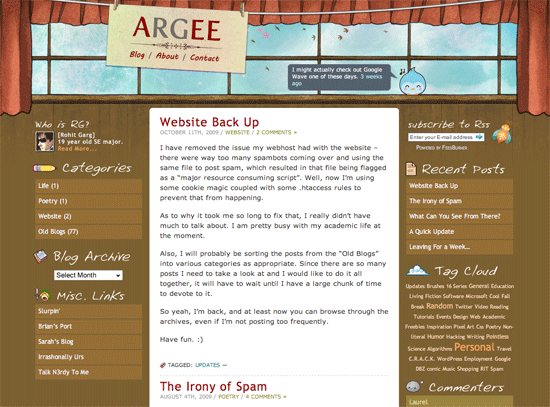 ARGEE
Blog / About / Contact
I might actually check out Google
Wave one of these days. 3 weeks
ago
Who is RG?
[Rohit Garg]
19 year old SE major.
Read More...
Categories
Life (1)
Poetry (1)
Website (2)
Old Blogs (77)
Blog Archive
Select Month
Misc. Links
Slurpin'
Brian's Port
Sarah's Blog
Irrashonally Urs
Talk N3rdy To Me
Website Back Up
OCTOBER 11TH, 2009 / WEBSITE / 2 COMMENTS »
I have removed the issue my webhost had with the website –
there were way too many spambots coming over and using the
same file to post spam, which resulted in that file being flagged
as a "major resource consuming script". Well, now I'm using
some cookie magic coupled with some .htaccess rules to
prevent that from happening.
As to why it took me so long to fix that, I really didn't have
much to talk about. I am pretty busy with my academic life at
the moment.
Also, I will probably be sorting the posts from the "Old Blogs"
into various categories as appropriate. Since there are so many
posts I need to take a look at and I would like to do it all
together, it will have to wait until I have a large chunk of time
to devote to it.
So yeah, I'm back, and at least now you can browse through the
archives, even if I'm not posting too frequently.
Have fun. :)
TAGGED: UPDATES —
The Irony of Spam
AUGUST 4TH, 2009 / POETRY / 4 COMMENTS »
subscribe to Rss
Enter your E-mail address
Powered by FeedBurner
Recent Posts
Website Back Up
The Irony of Spam
What Can You See From There?
A Quick Update
Leaving For a Week...
Tag Cloud
Updates Brushes 16 Series General Education
Living Fiction Software Microsoft Cool Fall
Break Random Twitter Video Reading
Tutorials Events Design Web Academic
Freebies Inspiration Pixel Art Css Poetry Non-
literal Humor Hacking Writing Pointless
Science Algorithms Personal Travel
C.R.A.C.K. WordPress Employment Google
DBZ comic Music Shopping RIT Spam
Commenters
Laurel